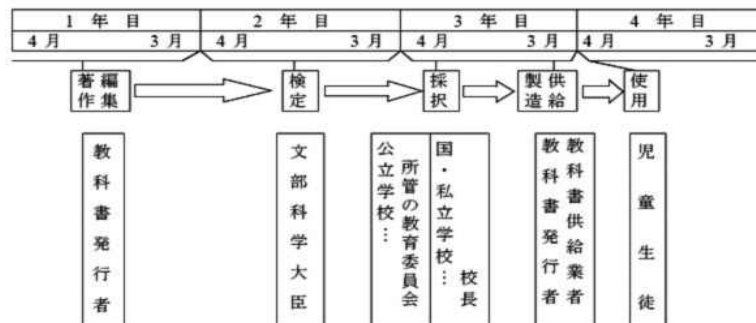 1年目 2年目 3年目 4年目
4月 3月 4月 3月 4月 3月 4月 3月
編集
著作
検定
採択
供給
製造
使用
教科書発行者
文部科学大臣
公立学校…
所管の教育委員会
国・私立学校…
校長
教科書供給業者
教科書発行者
児童生徒